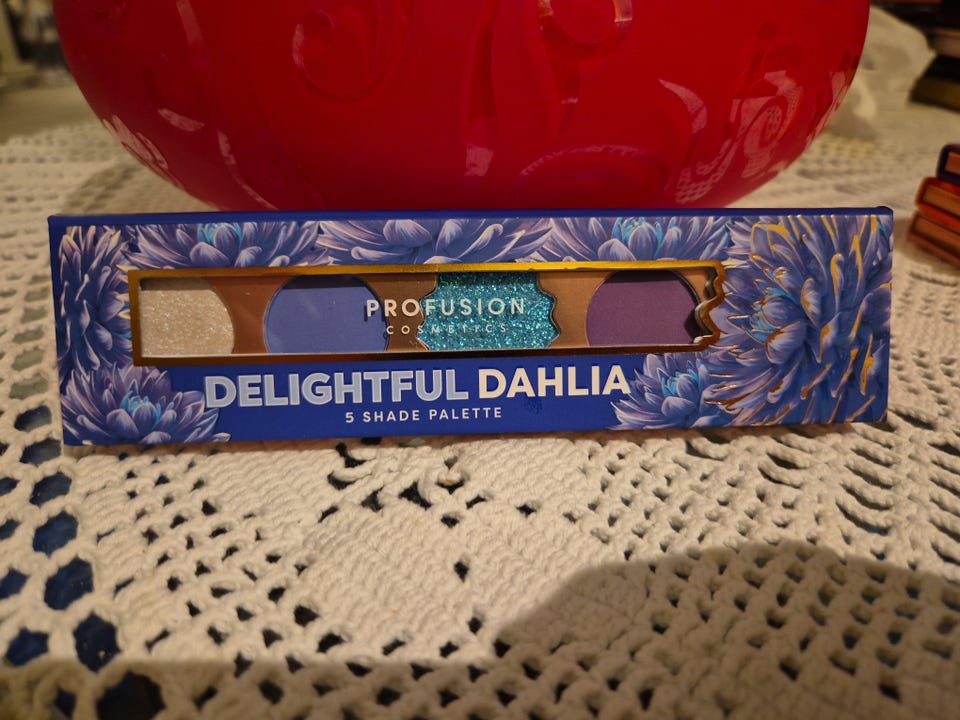 PROFUSION
COSMETICS
DELIGHTFUL DAHLIA
5 SHADE PALETTE